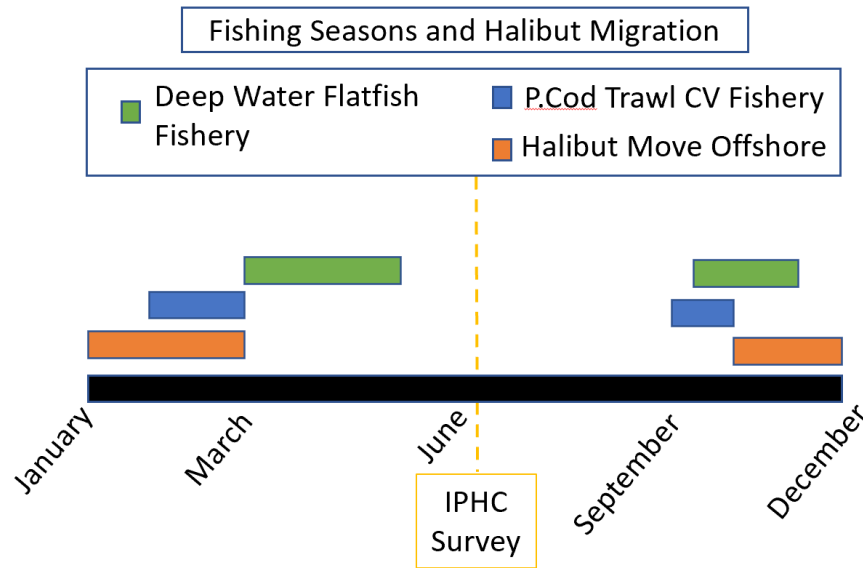 Fishing Seasons and Halibut Migration
Deep Water Flatfish
Fishery
P.Cod Trawl CV Fishery
Halibut Move Offshore
January
March
June
September
December
IPHC
Survey